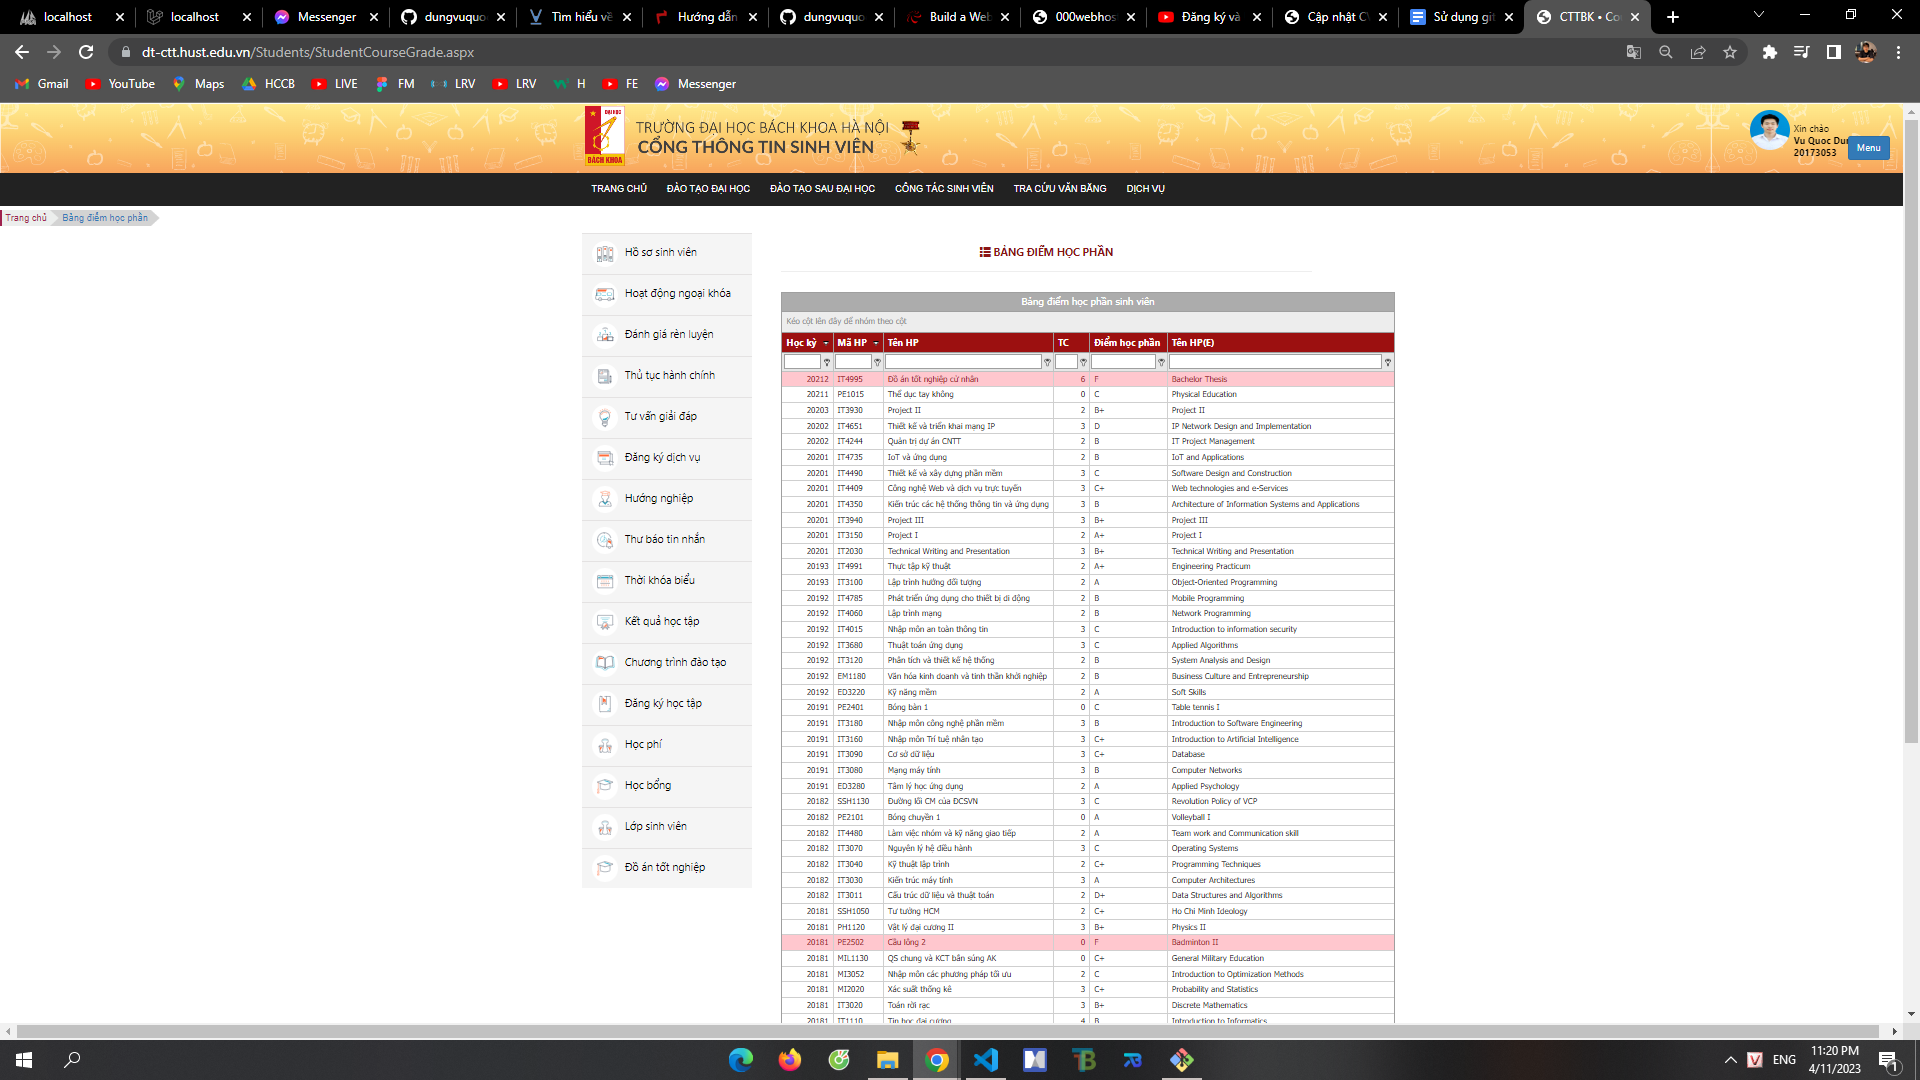 localhost
localhost
Messenger
dungvuquo
Tìm hiểu về
Hướng dẫn
dungvuquo
Build a Web
000webhos
Đăng ký và
Cập nhật C
Sử dụng git
CTTBK • Co
dt-ctt.hust.edu.vn/Students/StudentCourseGrade.aspx
Gmail YouTube Maps HCCB LIVE FM LRV LRV H FE Messenger
TRƯỜNG ĐẠI HỌC BÁCH KHOA HÀ NỘI
CỔNG THÔNG TIN SINH VIÊN
ĐẠI HỌC
BÁCH KHOA
Xin chào
Vu Quoc Dun
20173053
Menu
TRANG CHỦ ĐÀO TẠO ĐẠI HỌC ĐÀO TẠO SAU ĐẠI HỌC CÔNG TÁC SINH VIÊN TRA CỨU VĂN BẰNG DỊCH VỤ
Trang chủ Bảng điểm học phần
Hồ sơ sinh viên
Hoạt động ngoại khóa
Đánh giá rèn luyện
Thủ tục hành chính
Tư vấn giải đáp
Đăng ký dịch vụ
Hướng nghiệp
Thư báo tin nhắn
Thời khóa biểu
Kết quả học tập
Chương trình đào tạo
Đăng ký học tập
Học phí
Học bổng
Lớp sinh viên
Đồ án tốt nghiệp
BẢNG ĐIỂM HỌC PHẦN
Bảng điểm học phần sinh viên
Kéo cột lên đây để nhóm theo cột
Học kỳ Mã HP Tên HP TC Điểm học phần Tên HP(E)
20212 IT4995 Đồ án tốt nghiệp cử nhân 6 F Bachelor Thesis
20211 PE1015 Thể dục tay không 0 C Physical Education
20203 IT3930 Project II 2 B+ Project II
20202 IT4651 Thiết kế và triển khai mạng IP 3 D IP Network Design and Implementation
20202 IT4244 Quản trị dự án CNTT 2 B IT Project Management
20201 IT4735 IoT và ứng dụng 2 B IoT and Applications
20201 IT4490 Thiết kế và xây dựng phần mềm 3 C Software Design and Construction
20201 IT4409 Công nghệ Web và dịch vụ trực tuyến 3 C+ Web technologies and e-Services
20201 IT4350 Kiến trúc các hệ thống thông tin và ứng dụng 3 B Architecture of Information Systems and Applications
20201 IT3940 Project III 3 B+ Project III
20201 IT3150 Project I 2 A+ Project I
20201 IT2030 Technical Writing and Presentation 3 B+ Technical Writing and Presentation
20193 IT4991 Thực tập kỹ thuật 2 A+ Engineering Practicum
20193 IT3100 Lập trình hướng đối tượng 2 A Object-Oriented Programming
20192 IT4785 Phát triển ứng dụng cho thiết bị di động 2 B Mobile Programming
20192 IT4060 Lập trình mạng 2 B Network Programming
20192 IT4015 Nhập môn an toàn thông tin 3 C Introduction to information security
20192 IT3680 Thuật toán ứng dụng 3 C Applied Algorithms
20192 IT3120 Phân tích và thiết kế hệ thống 2 B System Analysis and Design
20192 EM1180 Văn hóa kinh doanh và tinh thần khởi nghiệp 2 B Business Culture and Entrepreneurship
20192 ED3220 Kỹ năng mềm 2 A Soft Skills
20191 PE2401 Bóng bàn 1 0 C Table tennis I
20191 IT3180 Nhập môn công nghệ phần mềm 3 B Introduction to Software Engineering
20191 IT3160 Nhập môn Trí tuệ nhân tạo 3 C+ Introduction to Artificial Intelligence
20191 IT3090 Cơ sở dữ liệu 3 C+ Database
20191 IT3080 Mạng máy tính 3 B Computer Networks
20191 ED3280 Tâm lý học ứng dụng 2 A Applied Psychology
20182 SSH1130 Đường lối CM của ĐCSVN 3 C Revolution Policy of VCP
20182 PE2101 Bóng chuyền 1 0 A Volleyball I
20182 IT4480 Làm việc nhóm và kỹ năng giao tiếp 2 A Team work and Communication skill
20182 IT3070 Nguyên lý hệ điều hành 3 C Operating Systems
20182 IT3040 Kỹ thuật lập trình 2 C+ Programming Techniques
20182 IT3030 Kiến trúc máy tính 3 A Computer Architectures
20182 IT3011 Cấu trúc dữ liệu và thuật toán 2 D+ Data Structures and Algorithms
20181 SSH1050 Tư tưởng HCM 2 C+ Ho Chi Minh Ideology
20181 PH1120 Vật lý đại cương II 3 B+ Physics II
20181 PE2502 Cầu lông 2 0 F Badminton II
20181 MIL1130 QS chung và KCT bắn súng AK 0 C+ General Military Education
20181 MI3052 Nhập môn các phương pháp tối ưu 2 C Introduction to Optimization Methods
20181 MI2020 Xác suất thống kê 3 C+ Probability and Statistics
20181 IT3020 Toán rời rạc 3 B+ Discrete Mathematics
20181 IT1110 Tin học đại cương 4 B Introduction to Informatics
ENG
11:20 PM
4/11/2023
1